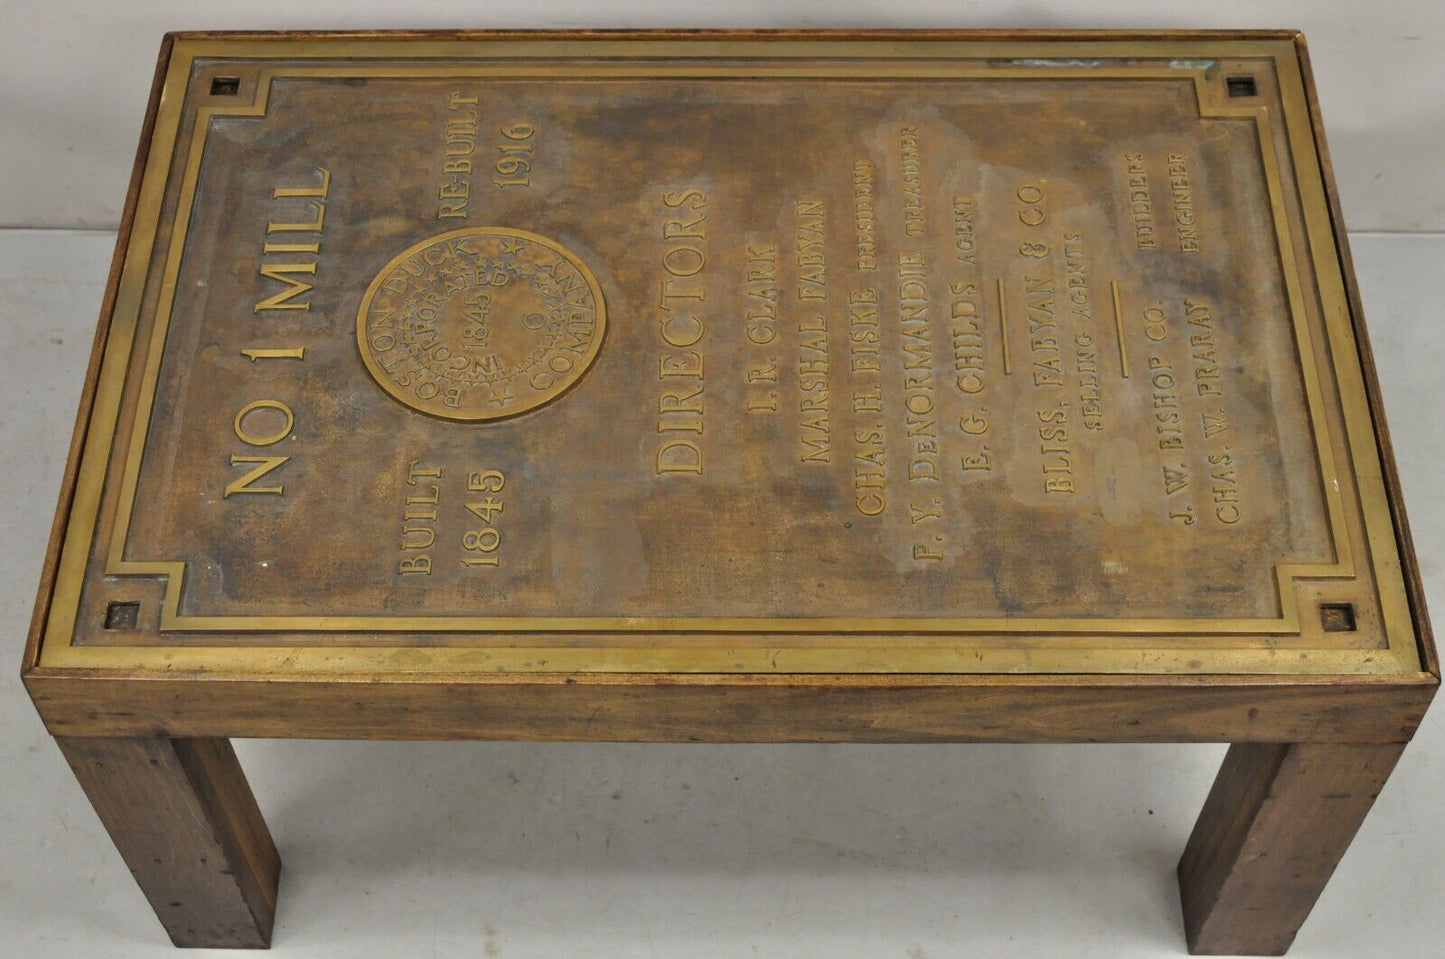 NO 1 MILL
BUILT
1845
BOSTON DUCK COMPANY
INCORPORATED
1845
RE-BUILT
1916
DIRECTORS
I. R. CLARK
MARSHAL FABYAN
CHAS. H. FISKE PRESIDENT
P. Y. DENORMANDIE TREASURER
E. G. CHILDS AGENT
BLISS, FABYAN & CO.
SELLING AGENTS
J. W. BISHOP CO. BUILDERS
CHAS. W. PRARAY ENGINEER